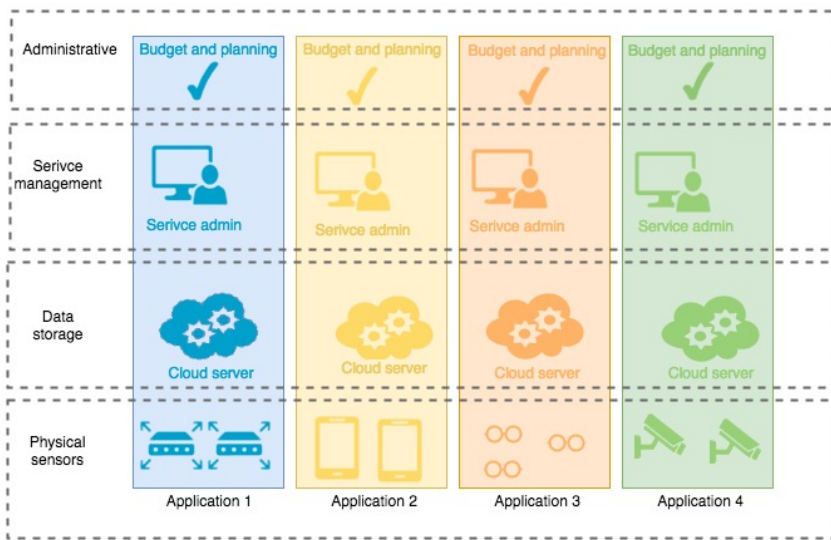 Administrative
Budget and planning
Budget and planning
Budget and planning
Budget and planning
Serivce
management
Serivce admin
Serivce admin
Serivce admin
Service admin
Data
storage
Cloud server
Cloud server
Cloud server
Cloud server
Physical
sensors
Application 1
Application 2
Application 3
Application 4